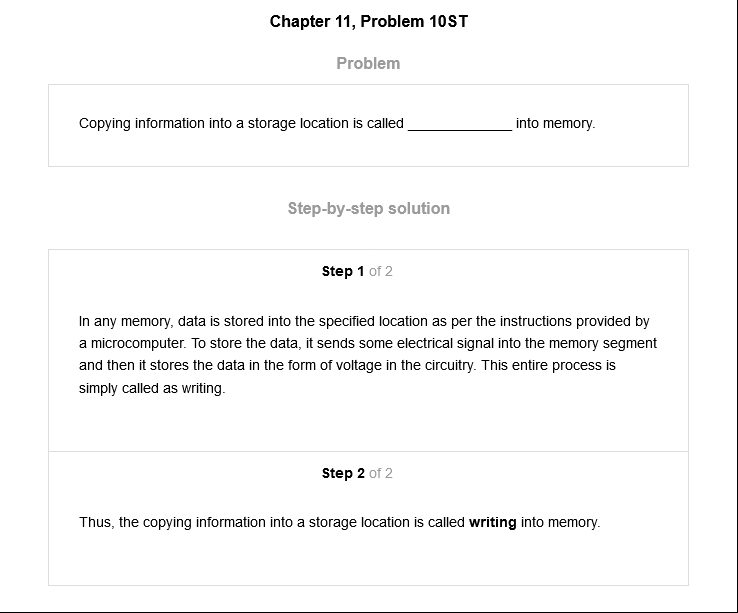 Chapter 11, Problem 10ST
Problem
Copying information into a storage location is called _____________ into memory.
Step-by-step solution
Step 1 of 2
In any memory, data is stored into the specified location as per the instructions provided by
a microcomputer. To store the data, it sends some electrical signal into the memory segment
and then it stores the data in the form of voltage in the circuitry. This entire process is
simply called as writing.
Step 2 of 2
Thus, the copying information into a storage location is called writing into memory.